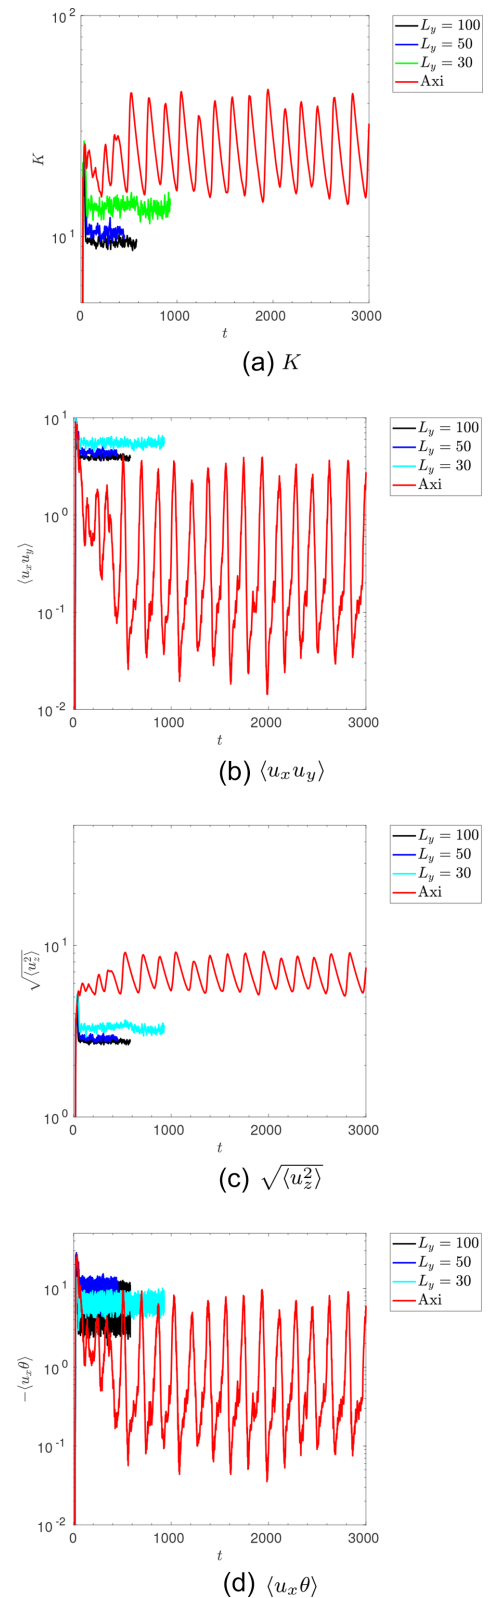 10^2
10^1
K
0
1000
2000
3000
t
L_y = 100
L_y = 50
L_y = 30
Axi
(a) K
10^1
10^0
10^-1
10^-2
⟨u_x u_y⟩
0
1000
2000
3000
t
L_y = 100
L_y = 50
L_y = 30
Axi
(b) ⟨u_x u_y⟩
10^1
10^0
√⟨u_z^2⟩
0
1000
2000
3000
t
L_y = 100
L_y = 50
L_y = 30
Axi
(c) √⟨u_z^2⟩
10^1
10^0
10^-1
10^-2
−⟨u_x θ⟩
0
1000
2000
3000
t
L_y = 100
L_y = 50
L_y = 30
Axi
(d) ⟨u_x θ⟩